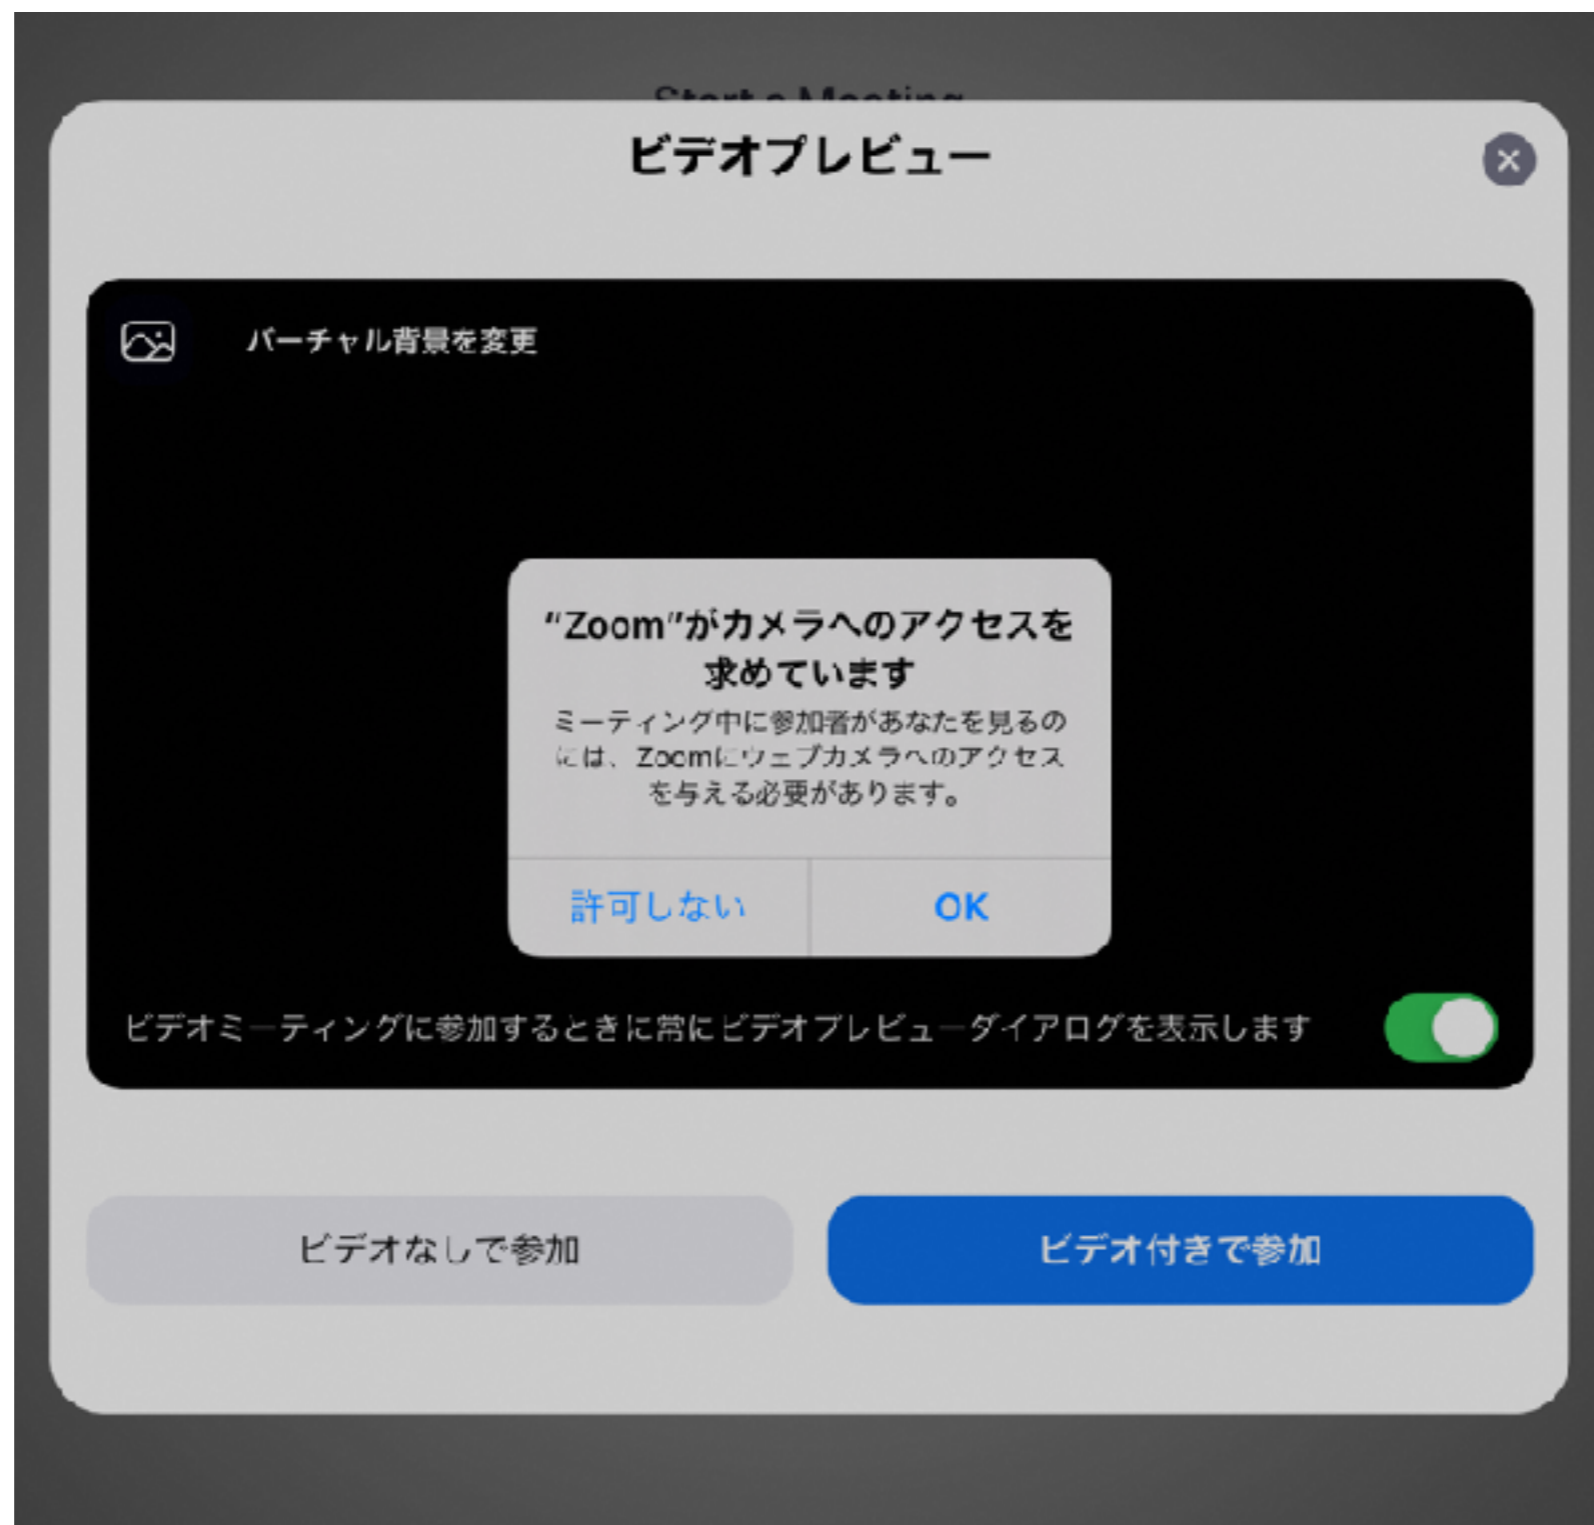 Start a Meeting
ビデオプレビュー
バーチャル背景を変更
“Zoom”がカメラへのアクセスを
求めています
ミーティング中に参加者があなたを見るの
には、Zoomにウェブカメラへのアクセス
を与える必要があります。
許可しない
OK
ビデオミーティングに参加するときに常にビデオプレビューダイアログを表示します
ビデオなしで参加
ビデオ付きで参加